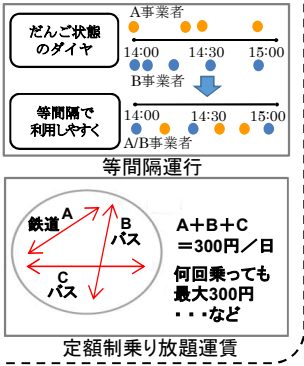 だんご状態
のダイヤ
A事業者
14:00 14:30 15:00
B事業者
等間隔で
利用しやすく
14:00 14:30 15:00
A/B事業者
等間隔運行
鉄道 A
B
バス
C
バス
A+B+C
=300円/日
何回乗っても
最大300円
・・・など
定額制乗り放題運賃